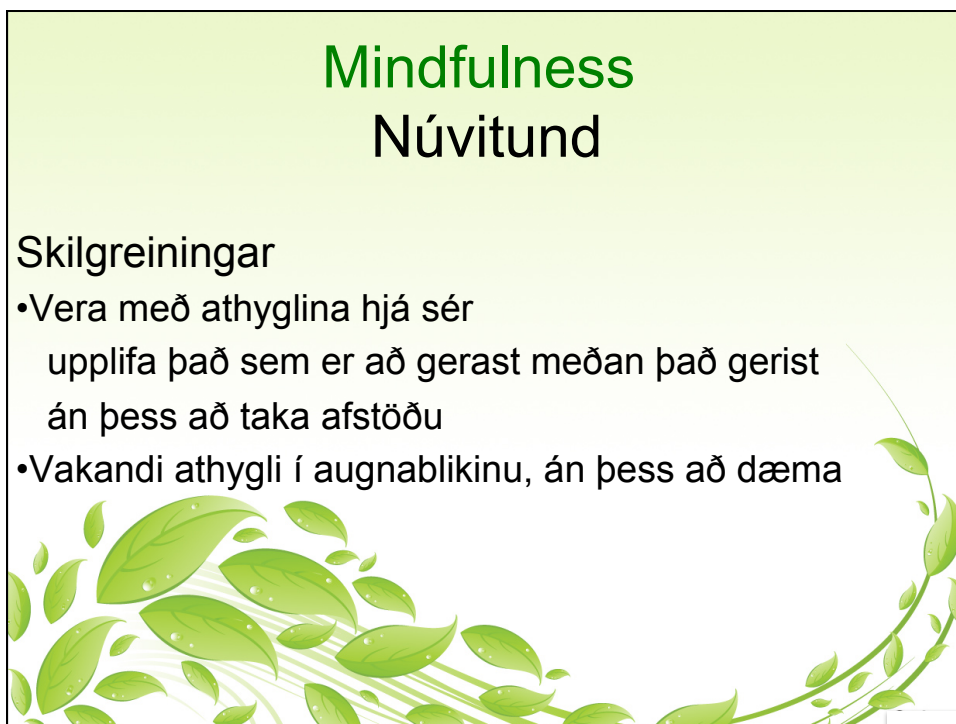 Mindfulness
Núvitund
Skilgreiningar
•Vera með athyglina hjá sér
upplifa það sem er að gerast meðan það gerist
án þess að taka afstöðu
•Vakandi athygli í augnablikinu, án þess að dæma